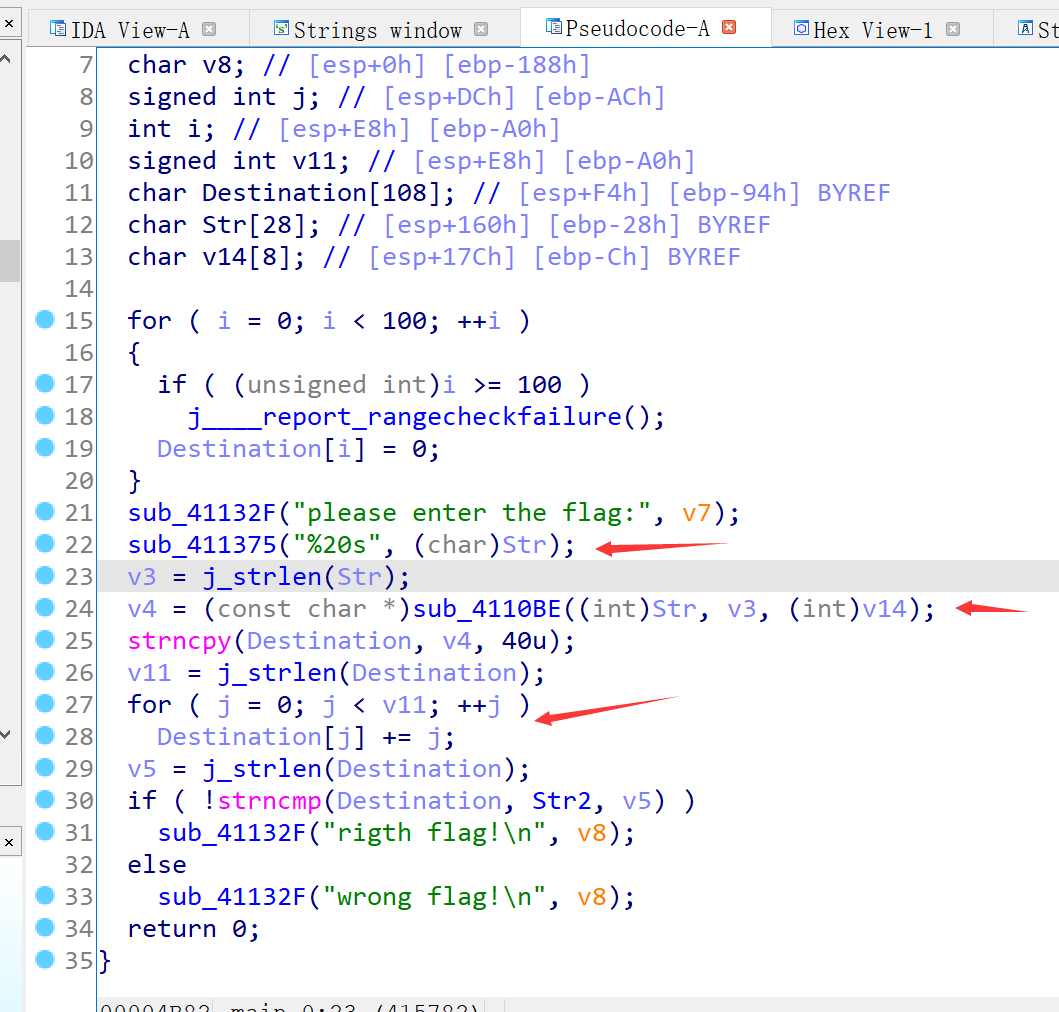 IDA View-A Strings window Pseudocode-A Hex View-1 St
7 char v8; // [esp+0h] [ebp-188h]
8 signed int j; // [esp+DCh] [ebp-ACh]
9 int i; // [esp+E8h] [ebp-A0h]
10 signed int v11; // [esp+E8h] [ebp-A0h]
11 char Destination[108]; // [esp+F4h] [ebp-94h] BYREF
12 char Str[28]; // [esp+160h] [ebp-28h] BYREF
13 char v14[8]; // [esp+17Ch] [ebp-Ch] BYREF
14
15 for ( i = 0; i < 100; ++i )
16 {
17 if ( (unsigned int)i >= 100 )
18 j____report_rangecheckfailure();
19 Destination[i] = 0;
20 }
21 sub_41132F("please enter the flag:", v7);
22 sub_411375("%20s", (char)Str);
23 v3 = j_strlen(Str);
24 v4 = (const char *)sub_4110BE((int)Str, v3, (int)v14);
25 strncpy(Destination, v4, 40u);
26 v11 = j_strlen(Destination);
27 for ( j = 0; j < v11; ++j )
28 Destination[j] += j;
29 v5 = j_strlen(Destination);
30 if ( !strncmp(Destination, Str2, v5) )
31 sub_41132F("rigth flag!\n", v8);
32 else
33 sub_41132F("wrong flag!\n", v8);
34 return 0;
35 }